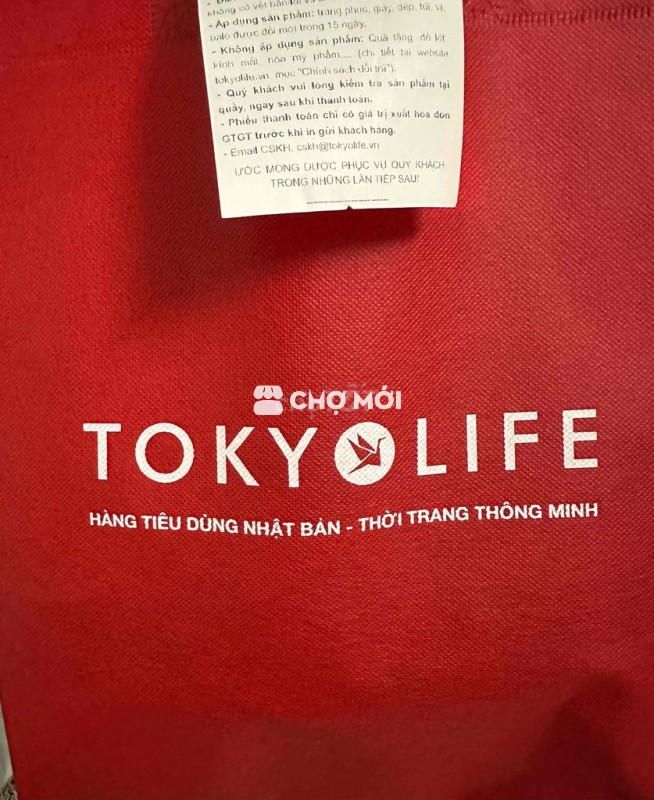 không có vết bẩn
- Áp dụng sản phẩm: trang phục, giày, dép, túi, ví,
balo được đổi mới trong 15 ngày.
- Không áp dụng sản phẩm: Quà tặng, đồ lót,
kính mắt, hóa mỹ phẩm.... (chi tiết tại website
tokyolife.vn, mục "Chính sách đổi trả").
- Quý khách vui lòng kiểm tra sản phẩm tại
quầy, ngay sau khi thanh toán.
- Phiếu thanh toán chỉ có giá trị xuất hóa đơn
GTGT trước khi in gửi khách hàng.
- Email CSKH: cskh@tokyolife.vn
ƯỚC MONG ĐƯỢC PHỤC VỤ QUÝ KHÁCH
TRONG NHỮNG LẦN TIẾP SAU!
CHỢ MỚI
TOKYOLIFE
HÀNG TIÊU DÙNG NHẬT BẢN - THỜI TRANG THÔNG MINH